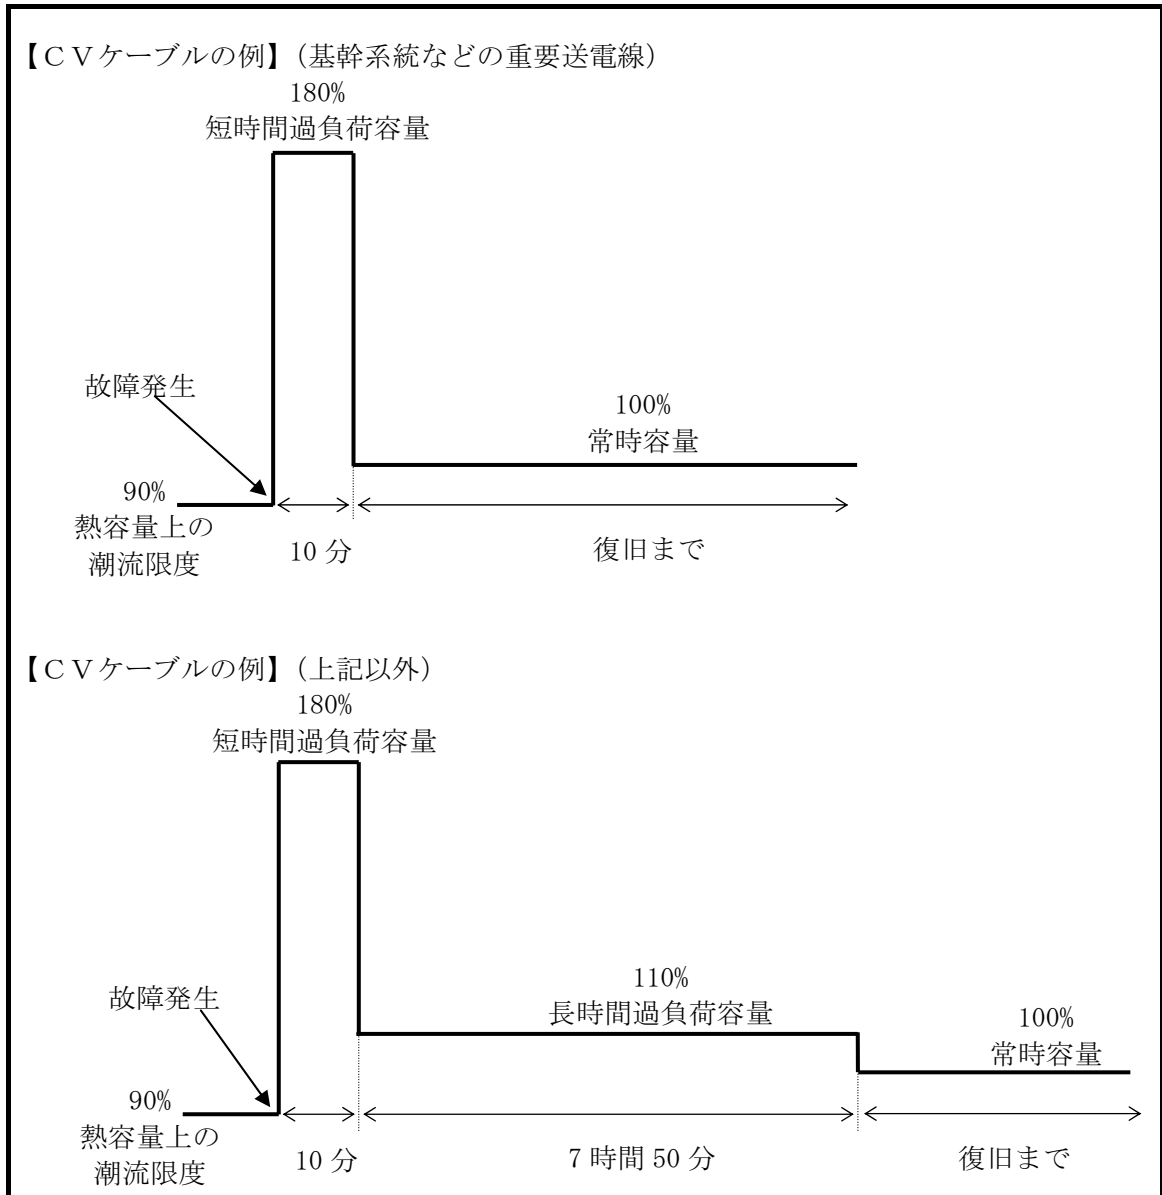 【ＣＶケーブルの例】（基幹系統などの重要送電線）
180%
短時間過負荷容量
故障発生
100%
常時容量
90%
熱容量上の
潮流限度
10 分
復旧まで
【ＣＶケーブルの例】（上記以外）
180%
短時間過負荷容量
故障発生
110%
長時間過負荷容量
100%
常時容量
90%
熱容量上の
潮流限度
10 分
7 時間 50 分
復旧まで